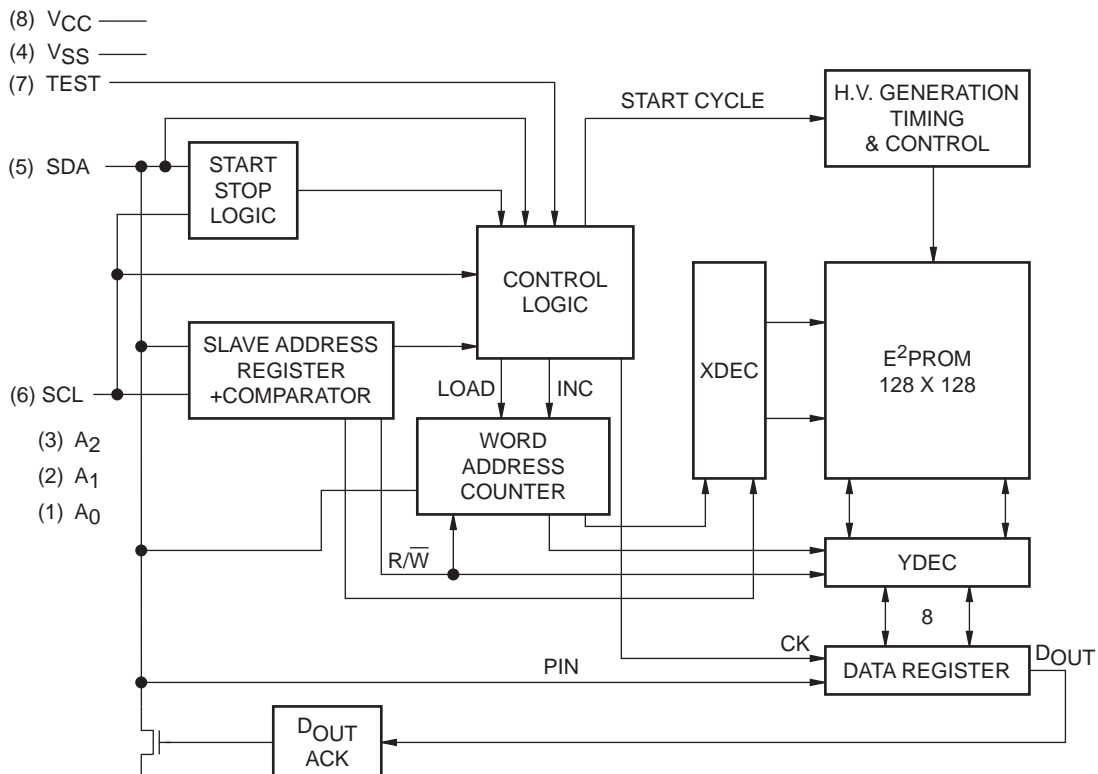 (8) VCC
(4) VSS
(7) TEST
START CYCLE
H.V. GENERATION
TIMING
& CONTROL
(5) SDA
START
STOP
LOGIC
CONTROL
LOGIC
SLAVE ADDRESS
REGISTER
+COMPARATOR
XDEC
E²PROM
128 X 128
(6) SCL
LOAD
INC
(3) A2
(2) A1
(1) A0
WORD
ADDRESS
COUNTER
R/W̅
YDEC
8
CK
DOUT
PIN
DATA REGISTER
DOUT
ACK